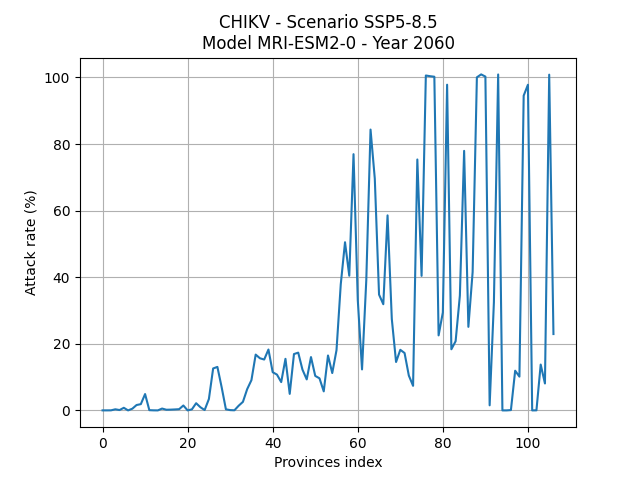 CHIKV - Scenario SSP5-8.5
Model MRI-ESM2-0 - Year 2060
100
80
60
40
20
0
Attack rate (%)
0 20 40 60 80 100
Provinces index